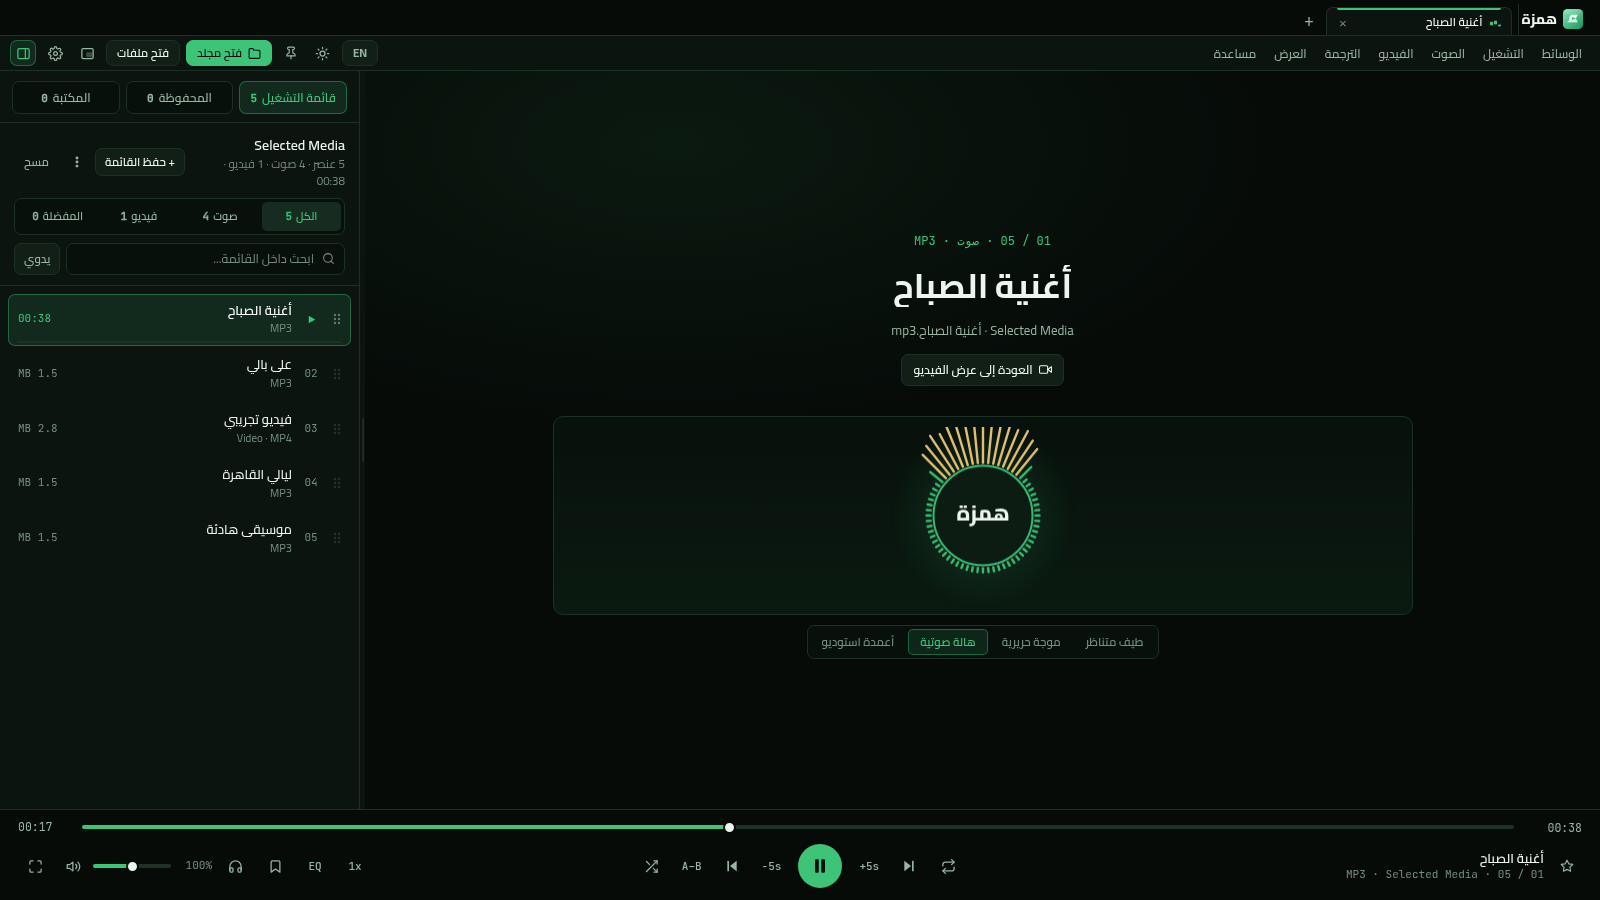 همزة
أغنية الصباح
×
+
الوسائط
التشغيل
الصوت
الفيديو
الترجمة
العرض
مساعدة
EN
فتح مجلد
فتح ملفات
قائمة التشغيل 5
المحفوظة 0
المكتبة 0
Selected Media
5 عنصر · 4 صوت · 1 فيديو ·
00:38
+ حفظ القائمة
مسح
الكل 5
صوت 4
فيديو 1
المفضلة 0
ابحث داخل القائمة...
يدوي
أغنية الصباح
MP3
00:38
02
على بالي
MP3
MB 1.5
03
فيديو تجريبي
Video · MP4
MB 2.8
04
ليالي القاهرة
MP3
MB 1.5
05
موسيقى هادئة
MP3
MB 1.5
MP3 · صوت · 05 / 01
أغنية الصباح
mp3.أغنية الصباح · Selected Media
العودة إلى عرض الفيديو
همزة
طيف متناظر
موجة حريرية
هالة صوتية
أعمدة استوديو
00:17
00:38
100%
EQ
1x
A-B
-5s
+5s
أغنية الصباح
MP3 · Selected Media · 05 / 01